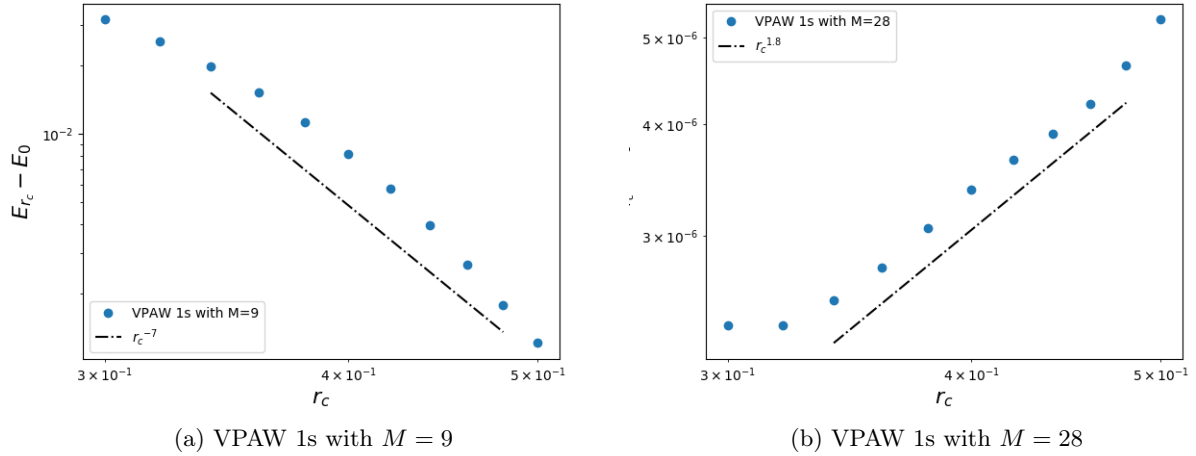 VPAW 1s with M=28
r_c^{1.8}
5 × 10⁻⁶
4 × 10⁻⁶
3 × 10⁻⁶
3 × 10⁻¹
4 × 10⁻¹
5 × 10⁻¹
r_c
(b) VPAW 1s with M = 28
10⁻²
E_{r_c} − E_0
VPAW 1s with M=9
r_c^{−7}
3 × 10⁻¹
4 × 10⁻¹
5 × 10⁻¹
r_c
(a) VPAW 1s with M = 9